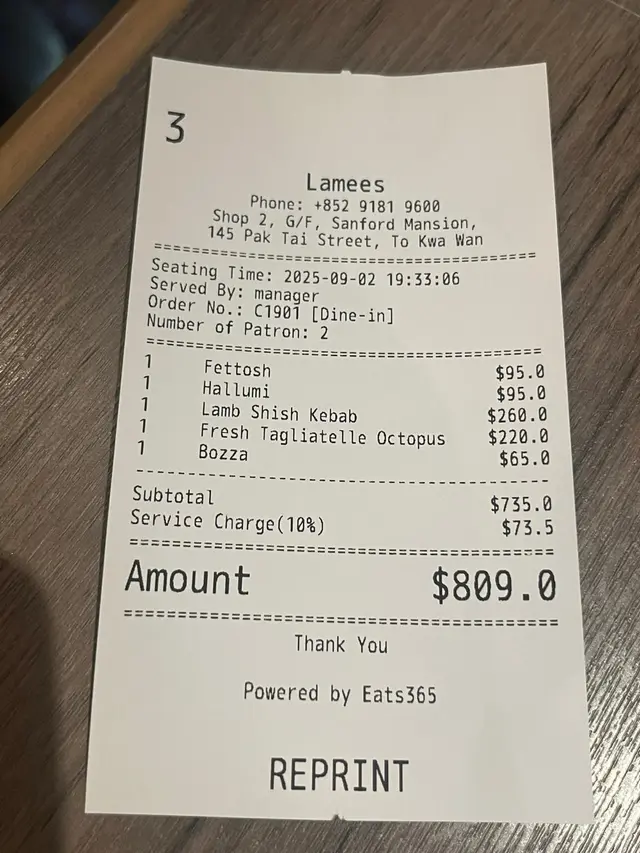 3
Lamees
Phone: +852 9181 9600
Shop 2, G/F, Sanford Mansion,
145 Pak Tai Street, To Kwa Wan
================================================
Seating Time: 2025-09-02 19:33:06
Served By: manager
Order No.: C1901 [Dine-in]
Number of Patron: 2
================================================
1 Fettosh $95.0
1 Hallumi $95.0
1 Lamb Shish Kebab $260.0
1 Fresh Tagliatelle Octopus $220.0
1 Bozza $65.0
------------------------------------------------
Subtotal $735.0
Service Charge(10%) $73.5
================================================
Amount $809.0
================================================
Thank You
Powered by Eats365
REPRINT